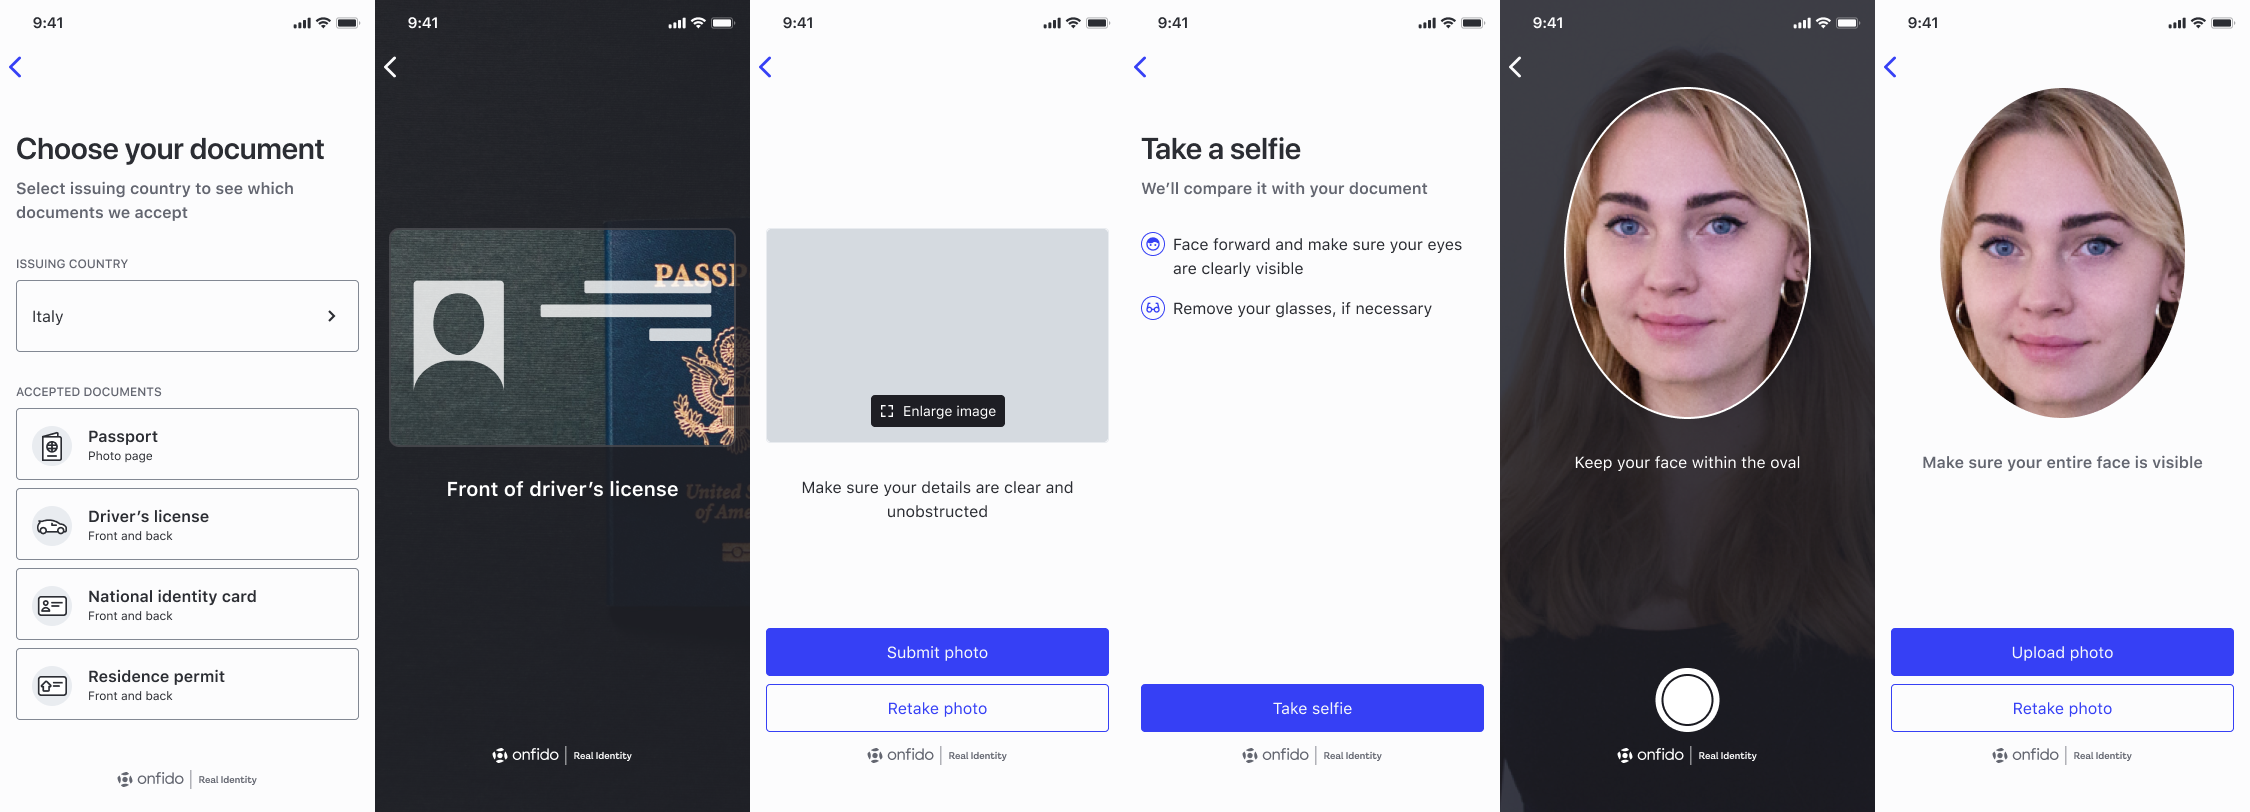 9:41
Choose your document
Select issuing country to see which
documents we accept
ISSUING COUNTRY
Italy
ACCEPTED DOCUMENTS
Passport
Photo page
Driver’s license
Front and back
National identity card
Front and back
Residence permit
Front and back
onfido | Real Identity
9:41
PASSP
Front of driver’s license
United S
of Ame
onfido | Real Identity
9:41
Enlarge image
Make sure your details are clear and
unobstructed
Submit photo
Retake photo
onfido | Real Identity
9:41
Take a selfie
We’ll compare it with your document
Face forward and make sure your eyes
are clearly visible
Remove your glasses, if necessary
Take selfie
onfido | Real Identity
9:41
Keep your face within the oval
onfido | Real Identity
9:41
Make sure your entire face is visible
Upload photo
Retake photo
onfido | Real Identity